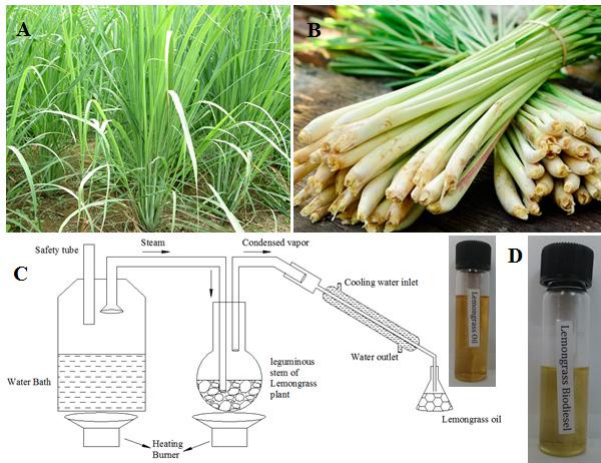 A
B
C
Safety tube
Steam
Condensed vapor
Cooling water inlet
Water Bath
leguminous
stem of
Lemongrass
plant
Water outlet
Heating
Burner
Lemongrass oil
Lemongrass Oil
D
Lemongrass Biodiesel